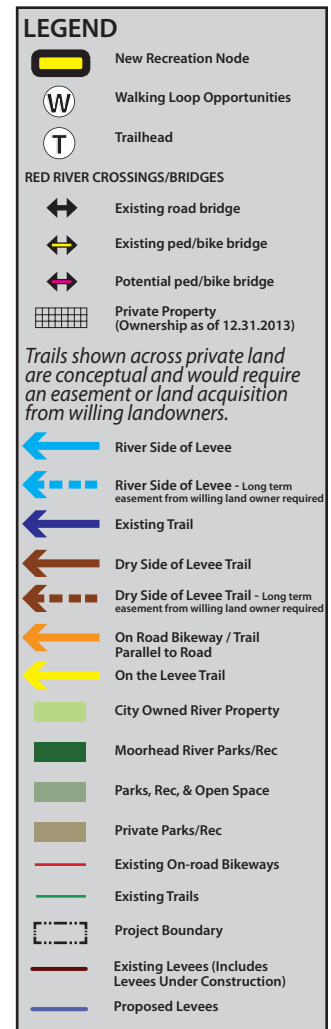 LEGEND
New Recreation Node
W
Walking Loop Opportunities
T
Trailhead
RED RIVER CROSSINGS/BRIDGES
Existing road bridge
Existing ped/bike bridge
Potential ped/bike bridge
Private Property
(Ownership as of 12.31.2013)
Trails shown across private land
are conceptual and would require
an easement or land acquisition
from willing landowners.
River Side of Levee
River Side of Levee - Long term
easement from willing land owner required
Existing Trail
Dry Side of Levee Trail
Dry Side of Levee Trail - Long term
easement from willing land owner required
On Road Bikeway / Trail
Parallel to Road
On the Levee Trail
City Owned River Property
Moorhead River Parks/Rec
Parks, Rec, & Open Space
Private Parks/Rec
Existing On-road Bikeways
Existing Trails
Project Boundary
Existing Levees (Includes
Levees Under Construction)
Proposed Levees